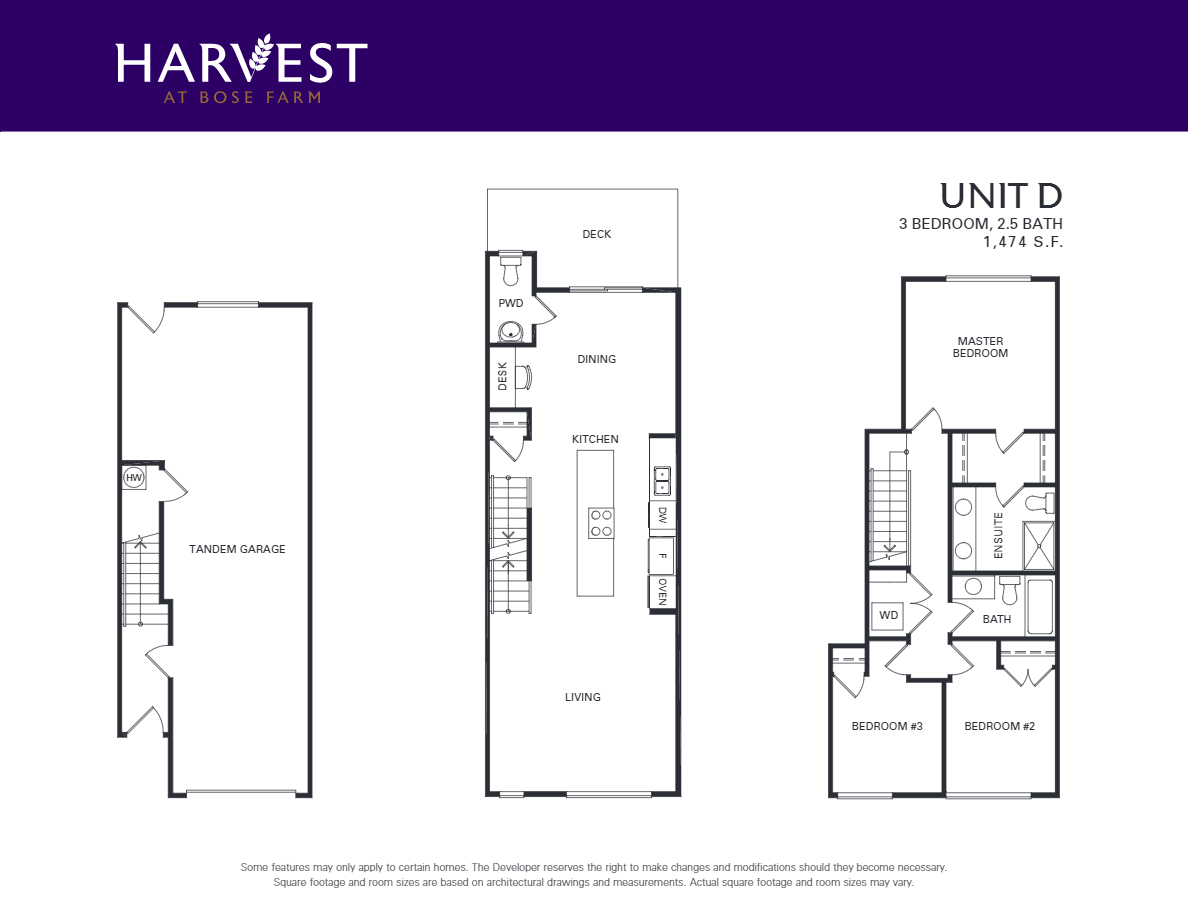 HARVEST
AT BOSE FARM
UNIT D
3 BEDROOM, 2.5 BATH
1,474 S.F.
HW
TANDEM GARAGE
DECK
PWD
DINING
DESK
KITCHEN
DW
F
OVEN
LIVING
MASTER
BEDROOM
ENSUITE
WD
BATH
BEDROOM #3
BEDROOM #2
Some features may only apply to certain homes. The Developer reserves the right to make changes and modifications should they become necessary.
Square footage and room sizes are based on architectural drawings and measurements. Actual square footage and room sizes may vary.